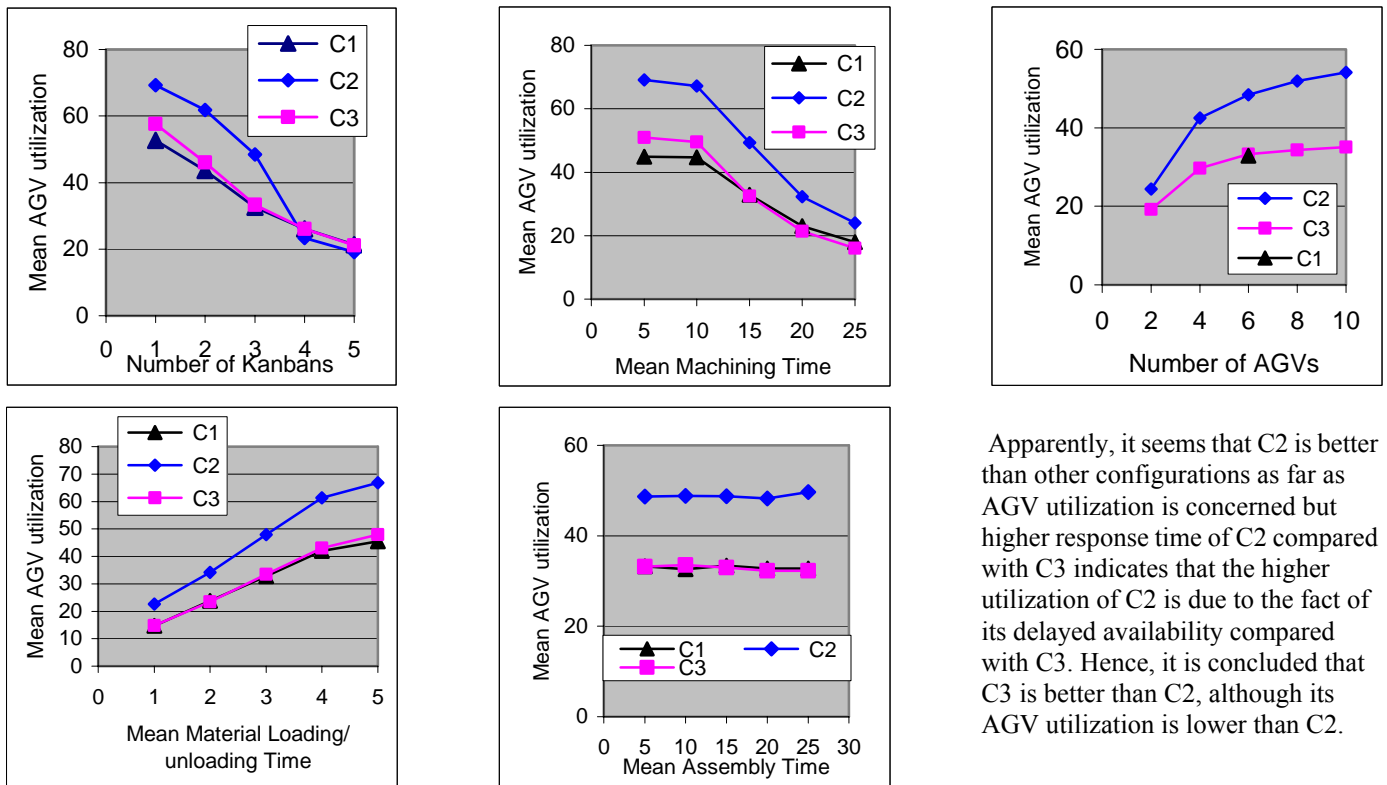 C1
C2
C3
80
60
40
20
0
Mean AGV utilization
0 1 2 3 4 5
Number of Kanbans
C1
C2
C3
80
60
40
20
0
Mean AGV utilization
0 5 10 15 20 25
Mean Machining Time
60
40
20
0
Mean AGV utilization
C2
C3
C1
0 2 4 6 8 10
Number of AGVs
C1
C2
C3
80
70
60
50
40
30
20
10
0
Mean AGV utilization
0 1 2 3 4 5
Mean Material Loading/
unloading Time
60
40
20
0
Mean AGV utilization
C1 C2
C3
0 5 10 15 20 25 30
Mean Assembly Time
Apparently, it seems that C2 is better
than other configurations as far as
AGV utilization is concerned but
higher response time of C2 compared
with C3 indicates that the higher
utilization of C2 is due to the fact of
its delayed availability compared
with C3. Hence, it is concluded that
C3 is better than C2, although its
AGV utilization is lower than C2.